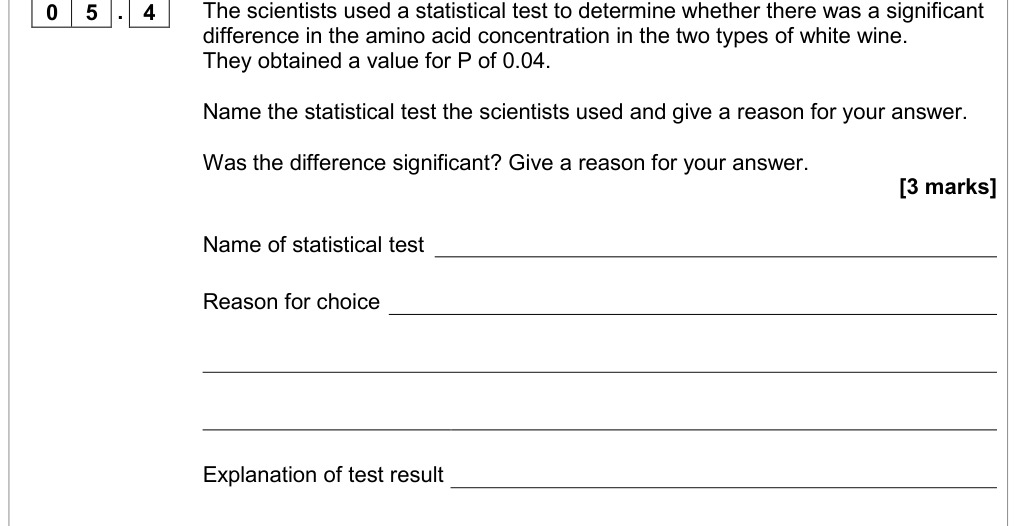 0 5 . 4 The scientists used a statistical test to determine whether there was a significant
difference in the amino acid concentration in the two types of white wine.
They obtained a value for P of 0.04.
Name the statistical test the scientists used and give a reason for your answer.
Was the difference significant? Give a reason for your answer.
[3 marks]
Name of statistical test
Reason for choice
Explanation of test result